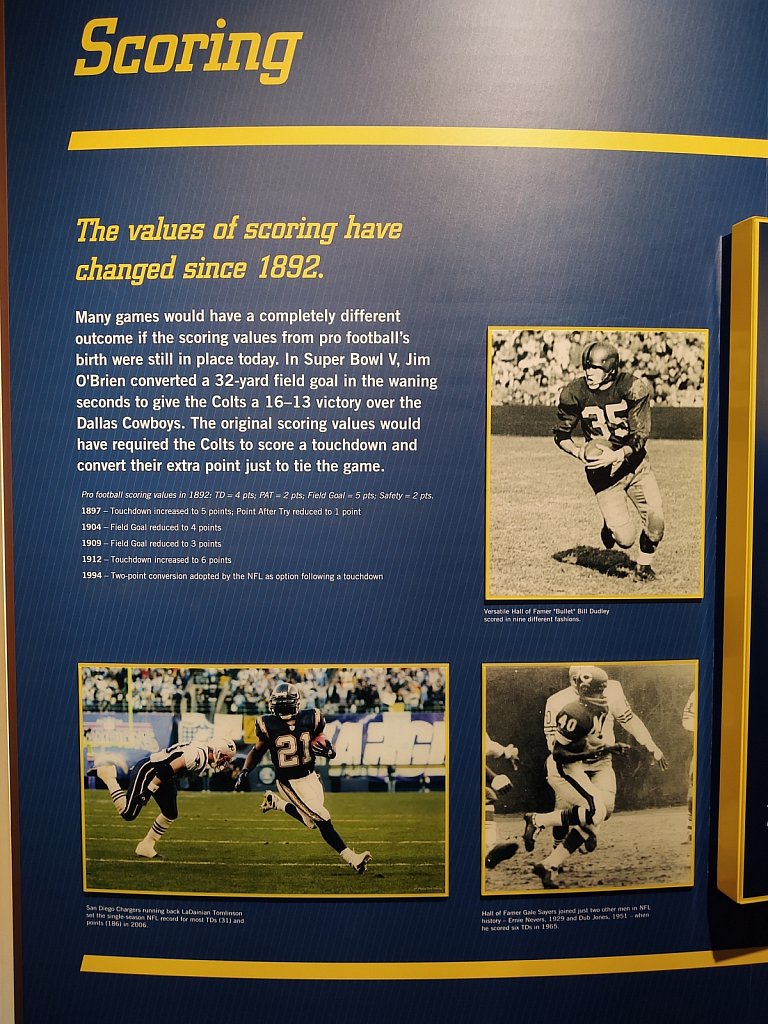 Scoring
The values of scoring have
changed since 1892.
Many games would have a completely different
outcome if the scoring values from pro football's
birth were still in place today. In Super Bowl V, Jim
O'Brien converted a 32-yard field goal in the waning
seconds to give the Colts a 16–13 victory over the
Dallas Cowboys. The original scoring values would
have required the Colts to score a touchdown and
convert their extra point just to tie the game.
Pro football scoring values in 1892: TD = 4 pts; PAT = 2 pts; Field Goal = 5 pts; Safety = 2 pts.
1897 – Touchdown increased to 5 points; Point After Try reduced to 1 point
1904 – Field Goal reduced to 4 points
1909 – Field Goal reduced to 3 points
1912 – Touchdown increased to 6 points
1994 – Two-point conversion adopted by the NFL as option following a touchdown
35
Versatile Hall of Famer "Bullet" Bill Dudley
scored in nine different fashions.
21
40
San Diego Chargers running back LaDainian Tomlinson
set the single-season NFL record for most TDs (31) and
points (186) in 2006.
Hall of Famer Gale Sayers joined just two other men in NFL
history – Ernie Nevers, 1929 and Dub Jones, 1951 – when
he scored six TDs in 1965.